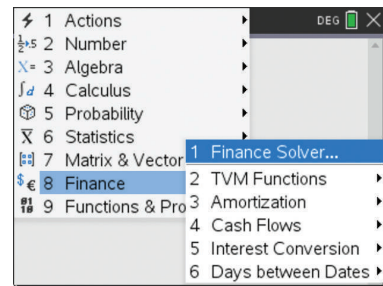 1 Actions
DEG
2 Number
3 Algebra
4 Calculus
5 Probability
6 Statistics
7 Matrix & Vector
8 Finance
9 Functions & Pro
1 Finance Solver...
2 TVM Functions
3 Amortization
4 Cash Flows
5 Interest Conversion
6 Days between Dates